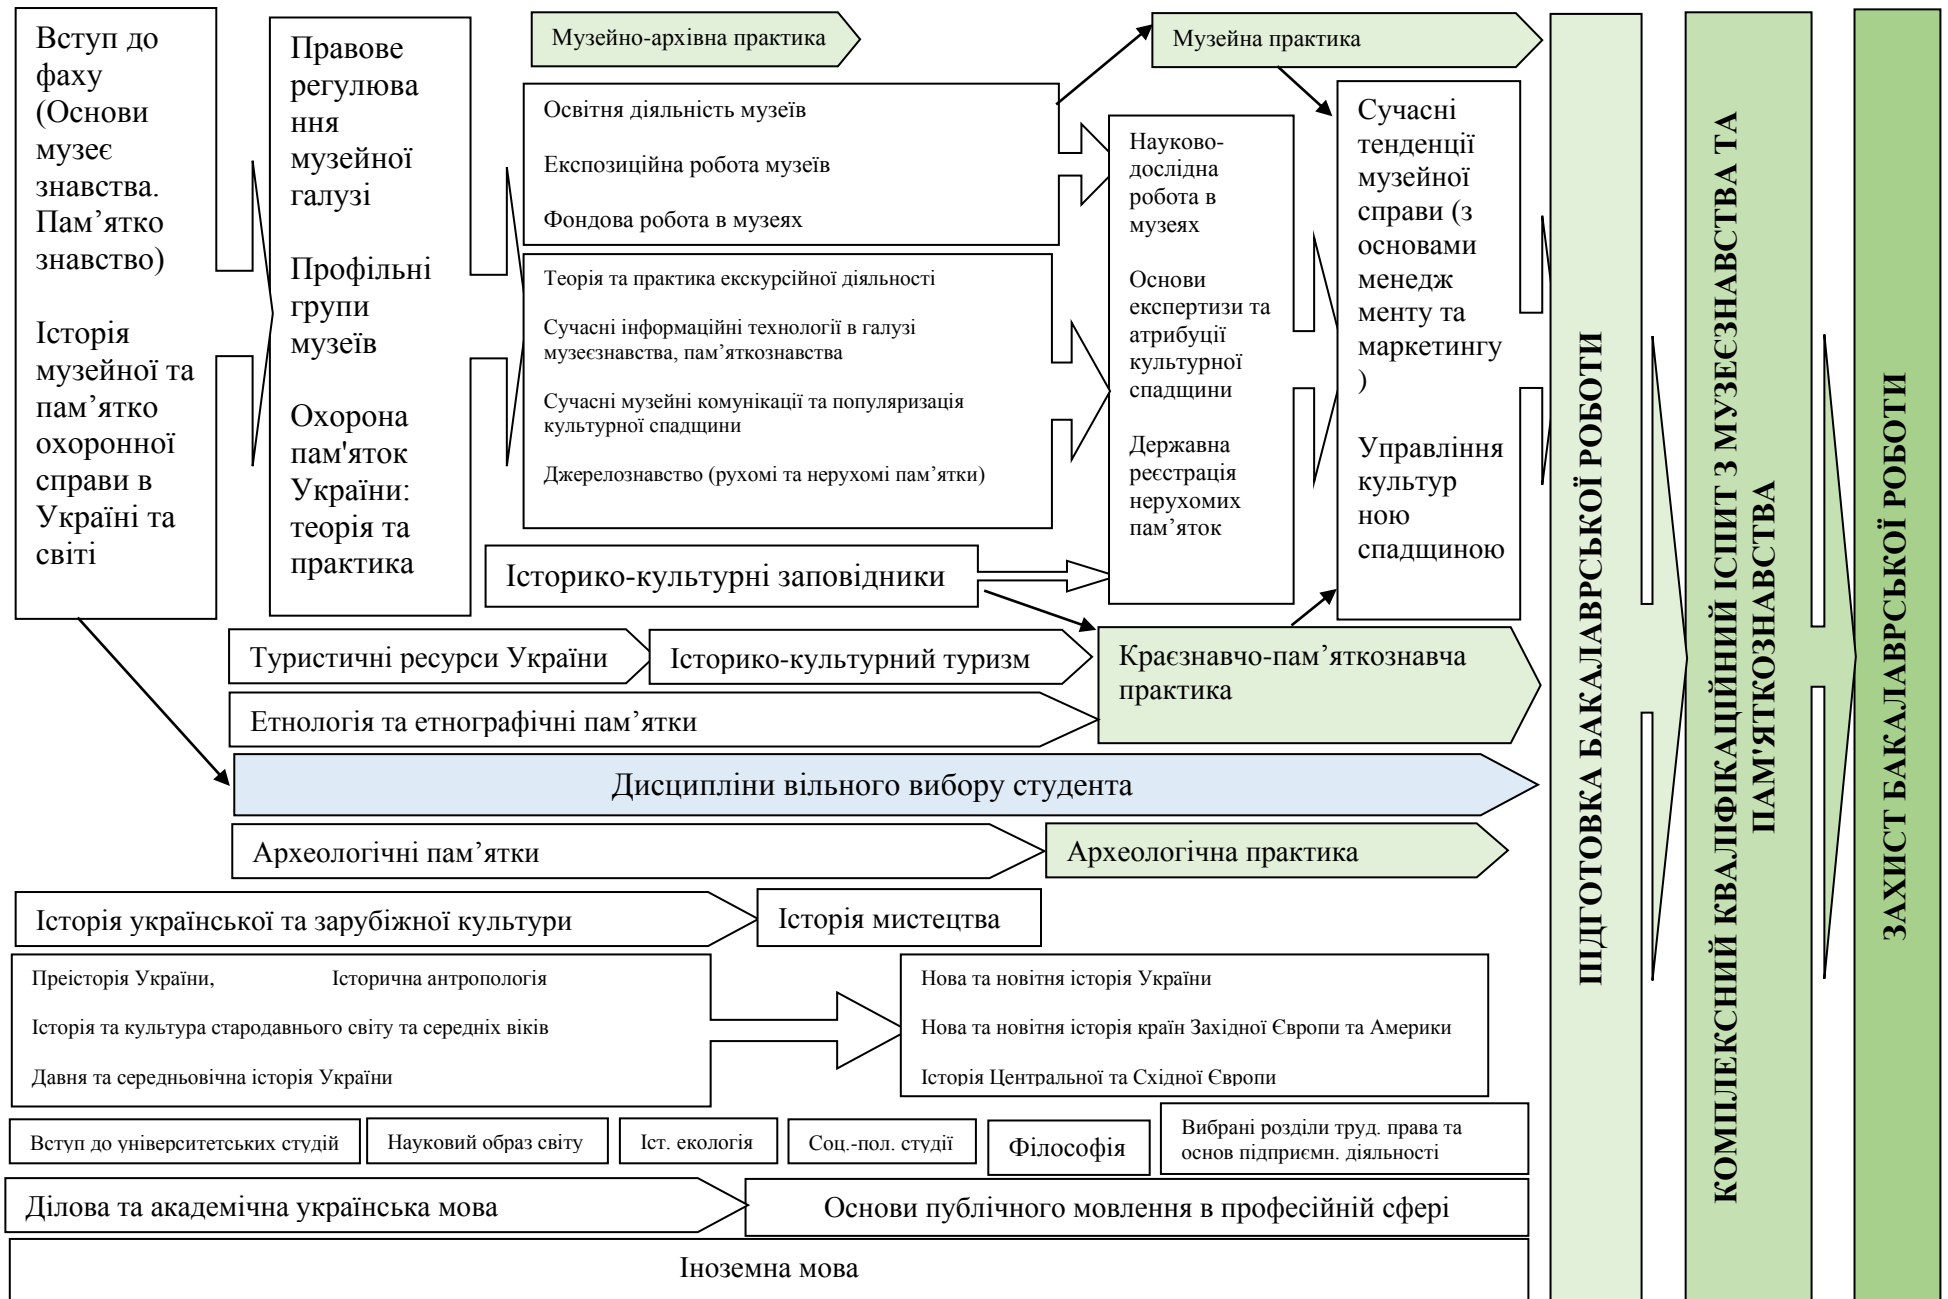 Вступ до
фаху
(Основи
музеє
знавства.
Пам’ятко
знавство)
Історія
музейної та
пам’ятко
охоронної
справи в
Україні та
світі
Правове
регулюва
ння
музейної
галузі
Профільні
групи
музеїв
Охорона
пам'яток
України:
теорія та
практика
Музейно-архівна практика
Освітня діяльність музеїв
Експозиційна робота музеїв
Фондова робота в музеях
Теорія та практика екскурсійної діяльності
Сучасні інформаційні технології в галузі
музеєзнавства, пам’яткознавства
Сучасні музейні комунікації та популяризація
культурної спадщини
Джерелознавство (рухомі та нерухомі пам’ятки)
Історико-культурні заповідники
Музейна практика
Науково-
дослідна
робота в
музеях
Основи
експертизи та
атрибуції
культурної
спадщини
Державна
реєстрація
нерухомих
пам’яток
Сучасні
тенденції
музейної
справи (з
основами
менедж
менту та
маркетингу
)
Управління
культур
ною
спадщиною
Туристичні ресурси України
Історико-культурний туризм
Краєзнавчо-пам’яткознавча
практика
Етнологія та етнографічні пам’ятки
Дисципліни вільного вибору студента
Археологічні пам’ятки
Археологічна практика
Історія української та зарубіжної культури
Історія мистецтва
Преісторія України, Історична антропологія
Історія та культура стародавнього світу та середніх віків
Давня та середньовічна історія України
Нова та новітня історія України
Нова та новітня історія країн Західної Європи та Америки
Історія Центральної та Східної Європи
Вступ до університетських студій
Науковий образ світу
Іст. екологія
Соц.-пол. студії
Філософія
Вибрані розділи труд. права та
основ підприємн. діяльності
Ділова та академічна українська мова
Основи публічного мовлення в професійній сфері
Іноземна мова
ПІДГОТОВКА БАКАЛАВРСЬКОЇ РОБОТИ
КОМПЛЕКСНИЙ КВАЛІФІКАЦІЙНИЙ ІСПИТ З МУЗЕЄЗНАВСТВА ТА
ПАМ'ЯТКОЗНАВСТВА
ЗАХИСТ БАКАЛАВРСЬКОЇ РОБОТИ